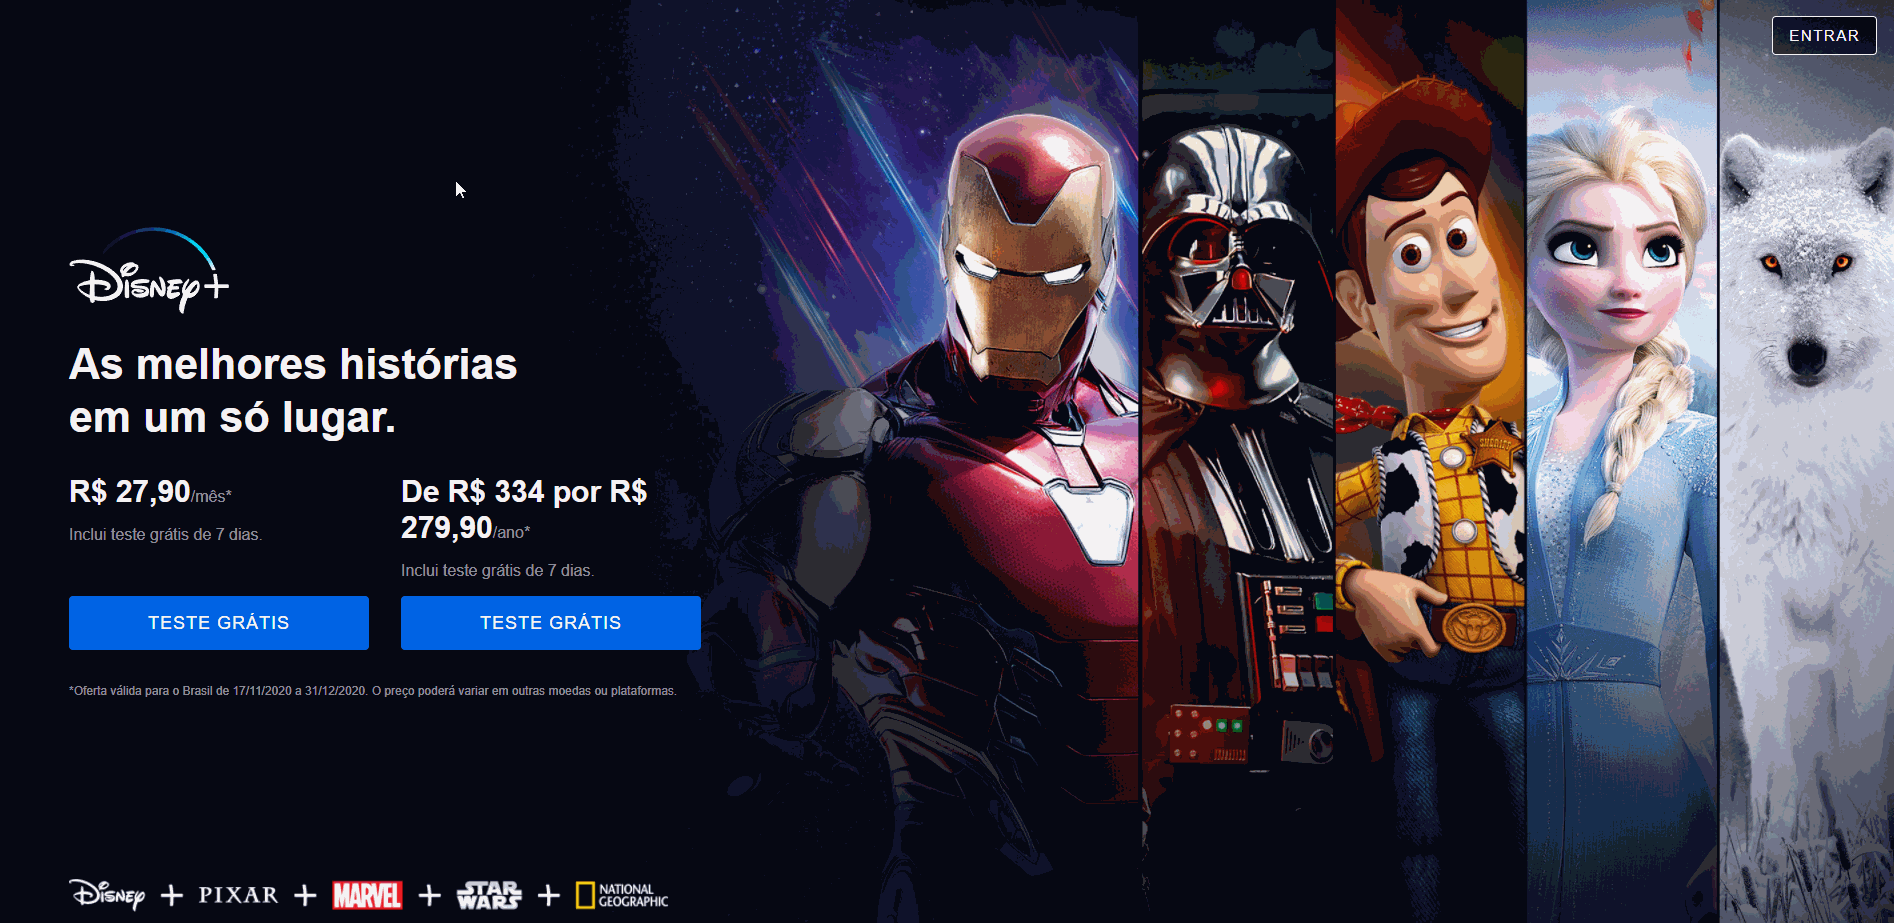 ENTRAR
Disney+
As melhores histórias
em um só lugar.
R$ 27,90/mês*
Inclui teste grátis de 7 dias.
TESTE GRÁTIS
De R$ 334 por R$
279,90/ano*
Inclui teste grátis de 7 dias.
TESTE GRÁTIS
*Oferta válida para o Brasil de 17/11/2020 a 31/12/2020. O preço poderá variar em outras moedas ou plataformas.
SHERIFF
Disney + PIXAR + MARVEL + STAR WARS + NATIONAL GEOGRAPHIC